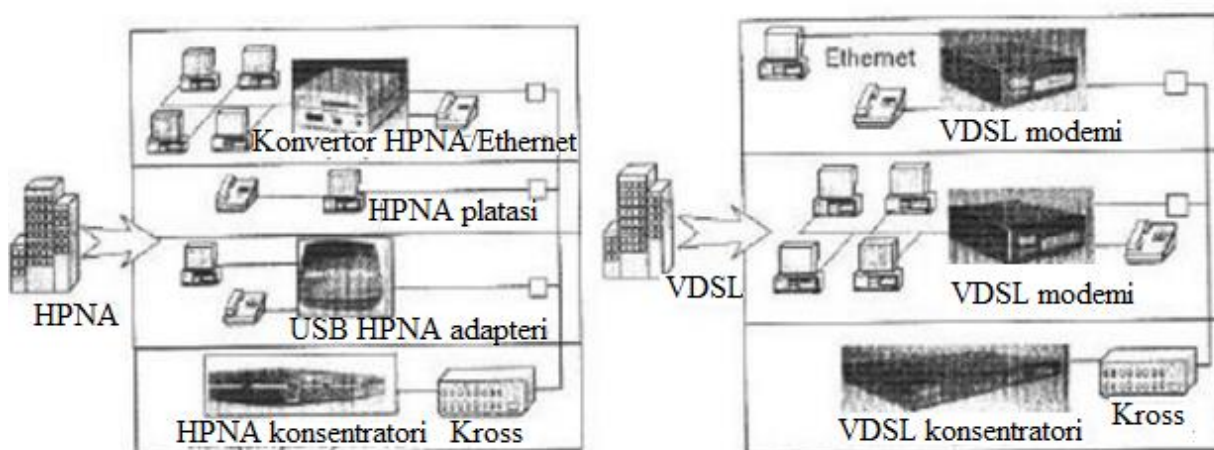 Konvertor HPNA/Ethernet
HPNA platasi
HPNA
USB HPNA adapteri
HPNA konsentratori
Kross
Ethernet
VDSL modemi
VDSL
VDSL modemi
VDSL konsentratori
Kross